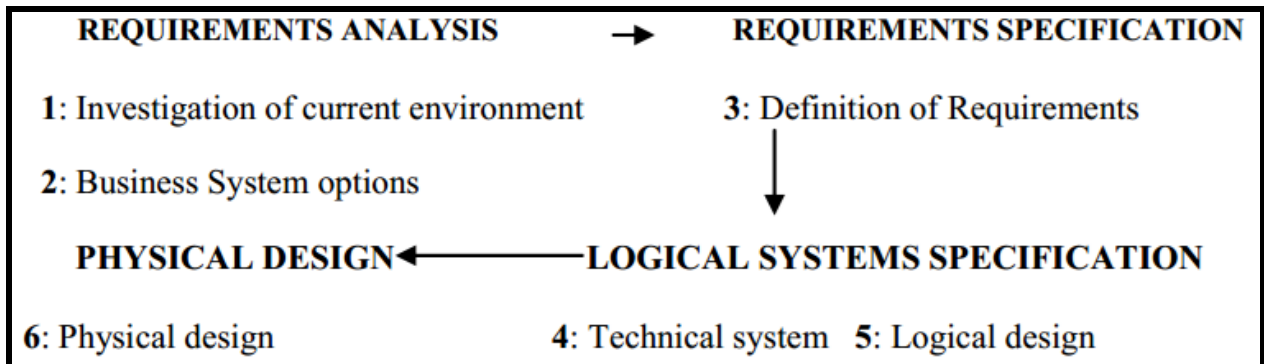 REQUIREMENTS ANALYSIS REQUIREMENTS SPECIFICATION
1: Investigation of current environment 3: Definition of Requirements
2: Business System options
PHYSICAL DESIGN LOGICAL SYSTEMS SPECIFICATION
6: Physical design 4: Technical system 5: Logical design